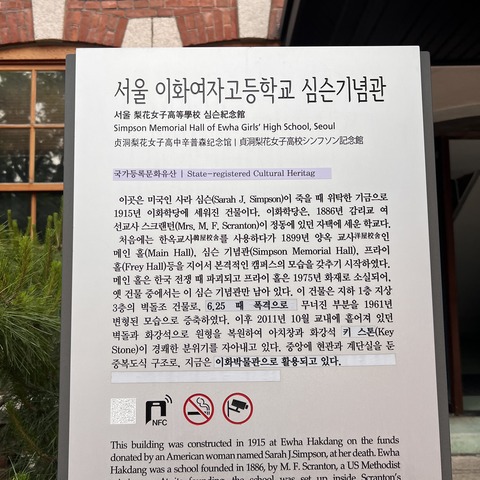 서울 이화여자고등학교 심슨기념관
서울 梨花女子高等學校 심슨紀念館
Simpson Memorial Hall of Ewha Girls' High School, Seoul
贞洞梨花女子高中辛普森纪念馆 | 貞洞梨花女子高校シンプソン記念館
국가등록문화유산 | State-registered Cultural Heritag
이곳은 미국인 사라 심슨(Sarah J. Simpson)이 죽을 때 위탁한 기금으로
1915년 이화학당에 세워진 건물이다. 이화학당은, 1886년 감리교 여
선교사 스크랜턴(Mrs, M. F. Scranton)이 정동에 있던 자택에 세운 학교다.
처음에는 한옥교사韓屋校舍를 사용하다가 1899년 양옥 교사洋屋校舍인
메인 홀(Main Hall), 심슨 기념관(Simpson Memorial Hall), 프라이
홀(Frey Hall)등을 지어서 본격적인 캠퍼스의 모습을 갖추기 시작하였다.
메인 홀은 한국 전쟁 때 파괴되고 프라이 홀은 1975년 화재로 소실되어,
옛 건물 중에서는 이 심슨 기념관만 남아 있다. 이 건물은 지하 1층 지상
3층의 벽돌조 건물로, 6.25 때 폭격으로 무너진 부분을 1961년
변형된 모습으로 증축하였다. 이후 2011년 10월 내에 흩어져 있던
벽돌과 화강석으로 원형을 복원하여 아치창과 화강석 키 스톤(Key
Stone)이 경쾌한 분위기를 자아내고 있다. 중앙에 현관과 계단실을 둔
중복도식 구조로, 지금은 이화박물관으로 활용되고 있다.
NFC
This building was constructed in 1915 at Ewha Hakdang on the funds
donated by an American woman named Sarah J.Simpson, at her death. Ewha
Hakdang was a school founded in 1886, by M. F. Scranton, a US Methodist
the school was set up inside Scranton's